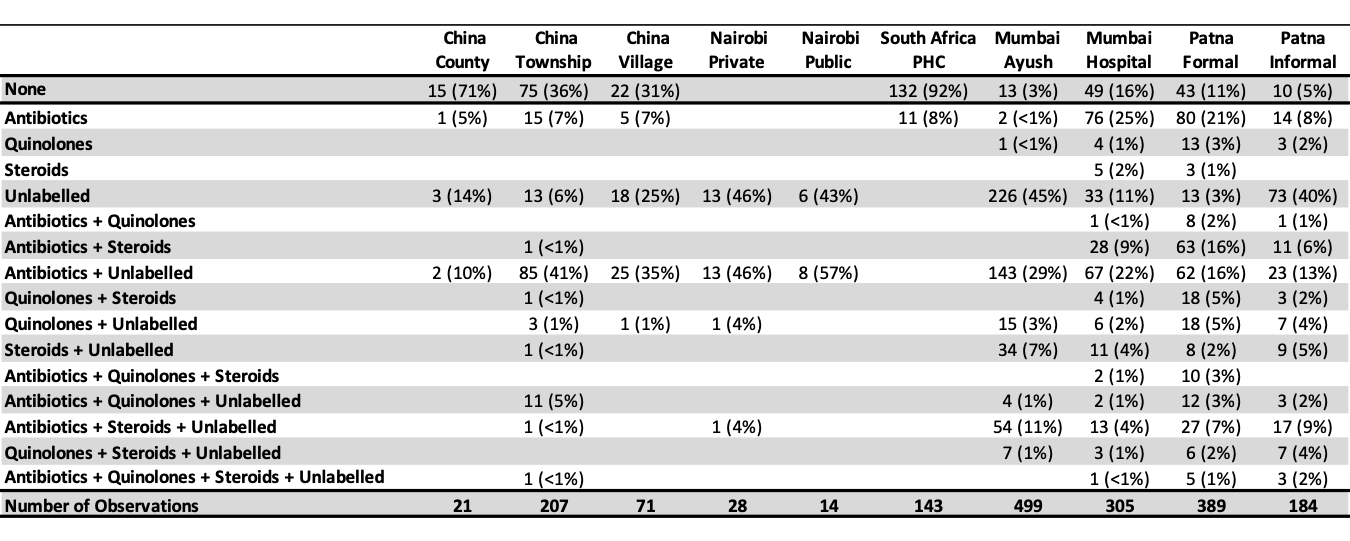 China China China Nairobi Nairobi South Africa Mumbai Mumbai Patna Patna
County Township Village Private Public PHC Ayush Hospital Formal Informal
None 15 (71%) 75 (36%) 22 (31%) 132 (92%) 13 (3%) 49 (16%) 43 (11%) 10 (5%)
Antibiotics 1 (5%) 15 (7%) 5 (7%) 11 (8%) 2 (<1%) 76 (25%) 80 (21%) 14 (8%)
Quinolones 1 (<1%) 4 (1%) 13 (3%) 3 (2%)
Steroids 5 (2%) 3 (1%)
Unlabelled 3 (14%) 13 (6%) 18 (25%) 13 (46%) 6 (43%) 226 (45%) 33 (11%) 13 (3%) 73 (40%)
Antibiotics + Quinolones 1 (<1%) 8 (2%) 1 (1%)
Antibiotics + Steroids 1 (<1%) 28 (9%) 63 (16%) 11 (6%)
Antibiotics + Unlabelled 2 (10%) 85 (41%) 25 (35%) 13 (46%) 8 (57%) 143 (29%) 67 (22%) 62 (16%) 23 (13%)
Quinolones + Steroids 1 (<1%) 4 (1%) 18 (5%) 3 (2%)
Quinolones + Unlabelled 3 (1%) 1 (1%) 1 (4%) 15 (3%) 6 (2%) 18 (5%) 7 (4%)
Steroids + Unlabelled 1 (<1%) 34 (7%) 11 (4%) 8 (2%) 9 (5%)
Antibiotics + Quinolones + Steroids 2 (1%) 10 (3%)
Antibiotics + Quinolones + Unlabelled 11 (5%) 4 (1%) 2 (1%) 12 (3%) 3 (2%)
Antibiotics + Steroids + Unlabelled 1 (<1%) 1 (4%) 54 (11%) 13 (4%) 27 (7%) 17 (9%)
Quinolones + Steroids + Unlabelled 7 (1%) 3 (1%) 6 (2%) 7 (4%)
Antibiotics + Quinolones + Steroids + Unlabelled 1 (<1%) 1 (<1%) 5 (1%) 3 (2%)
Number of Observations 21 207 71 28 14 143 499 305 389 184